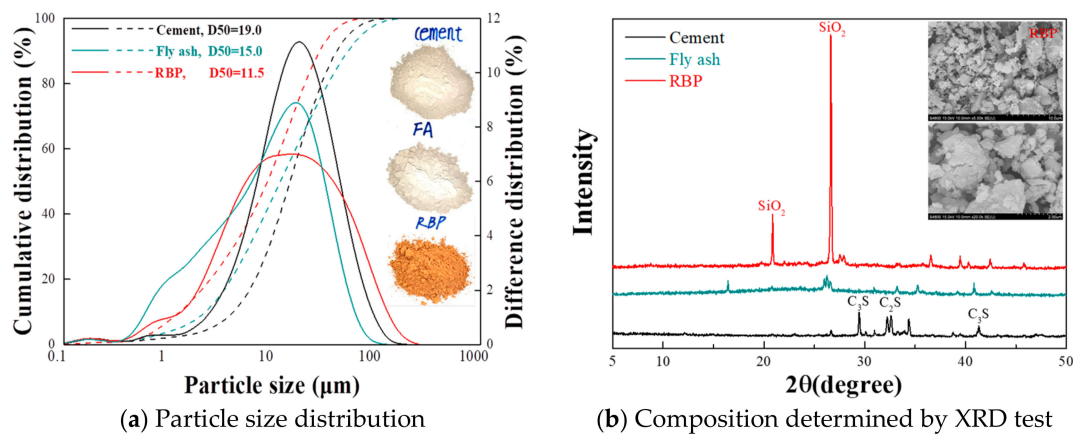 Cumulative distribution (%)
100
80
60
40
20
0
Cement, D50=19.0
Fly ash, D50=15.0
RBP, D50=11.5
cement
FA
RBP
12
10
8
6
4
2
0
Difference distribution (%)
0.1 1 10 100 1000
Particle size (μm)
(a) Particle size distribution
Intensity
Cement
Fly ash
RBP
SiO2
SiO2
RBP
C3S
C2S
C3S
5 10 20 30 40 50
2θ(degree)
(b) Composition determined by XRD test